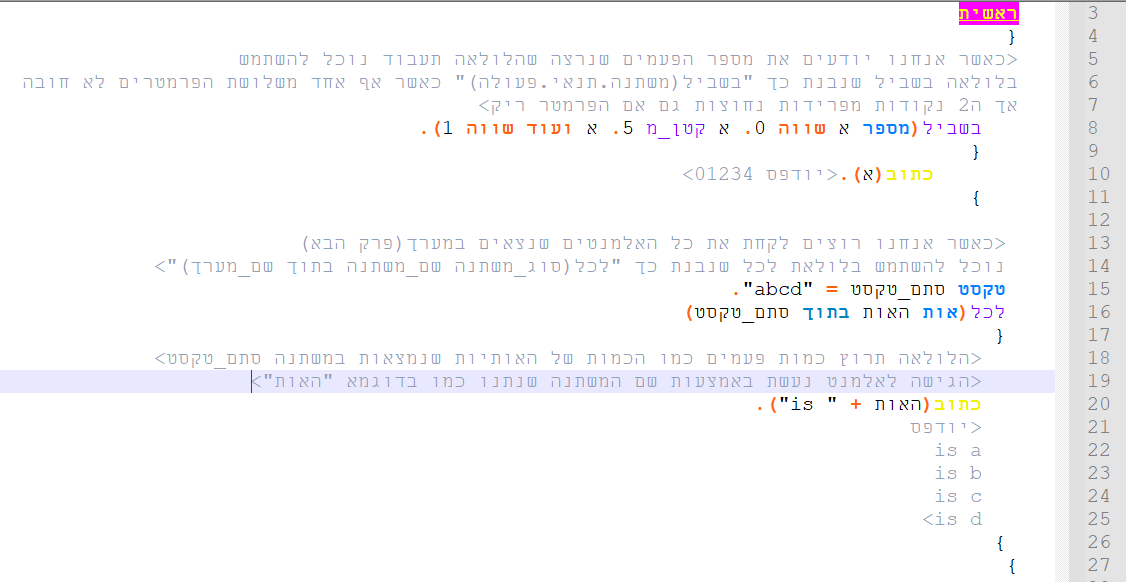 3 ראשית
4 {
5 <כאשר אנחנו יודעים את מספר הפעמים שנרצה שהלולאה תעבוד נוכל להשתמש
6 בלולאה בשביל שנבנת כך "בשביל(משתנה.תנאי.פעולה)" כאשר אף אחד משלושת הפרמטרים לא חובה
7 אך ה2 נקודות מפרידות נחוצות גם אם הפרמטר ריק>
8 בשביל(מספר א שווה 0. א קטן_מ 5. א ועוד שווה 1).
9 {
10 כתוב(א).<יודפס 01234>
11 }
12
13 <כאשר אנחנו רוצים לקחת את כל האלמנטים שנצאים במערך(פרק הבא)
14 נוכל להשתמש בלולאת לכל שנבנת כך "לכל(סוג_משתנה שם_משתנה בתוך שם_מערך)">
15 טקסט סתם_טקסט = "abcd".
16 לכל(אות האות בתוך סתם_טקסט)
17 {
18 <הלולאה תרוץ כמות פעמים כמו הכמות של האותיות שנמצאות במשתנה סתם_טקסט>
19 <הגישה לאלמנט נעשת באמצעות שם המשתנה שנתנו כמו בדוגמא "האות">
20 כתוב(האות + " is").
21 <יודפס
22 is a
23 is b
24 is c
25 is d>
26 }
27 }